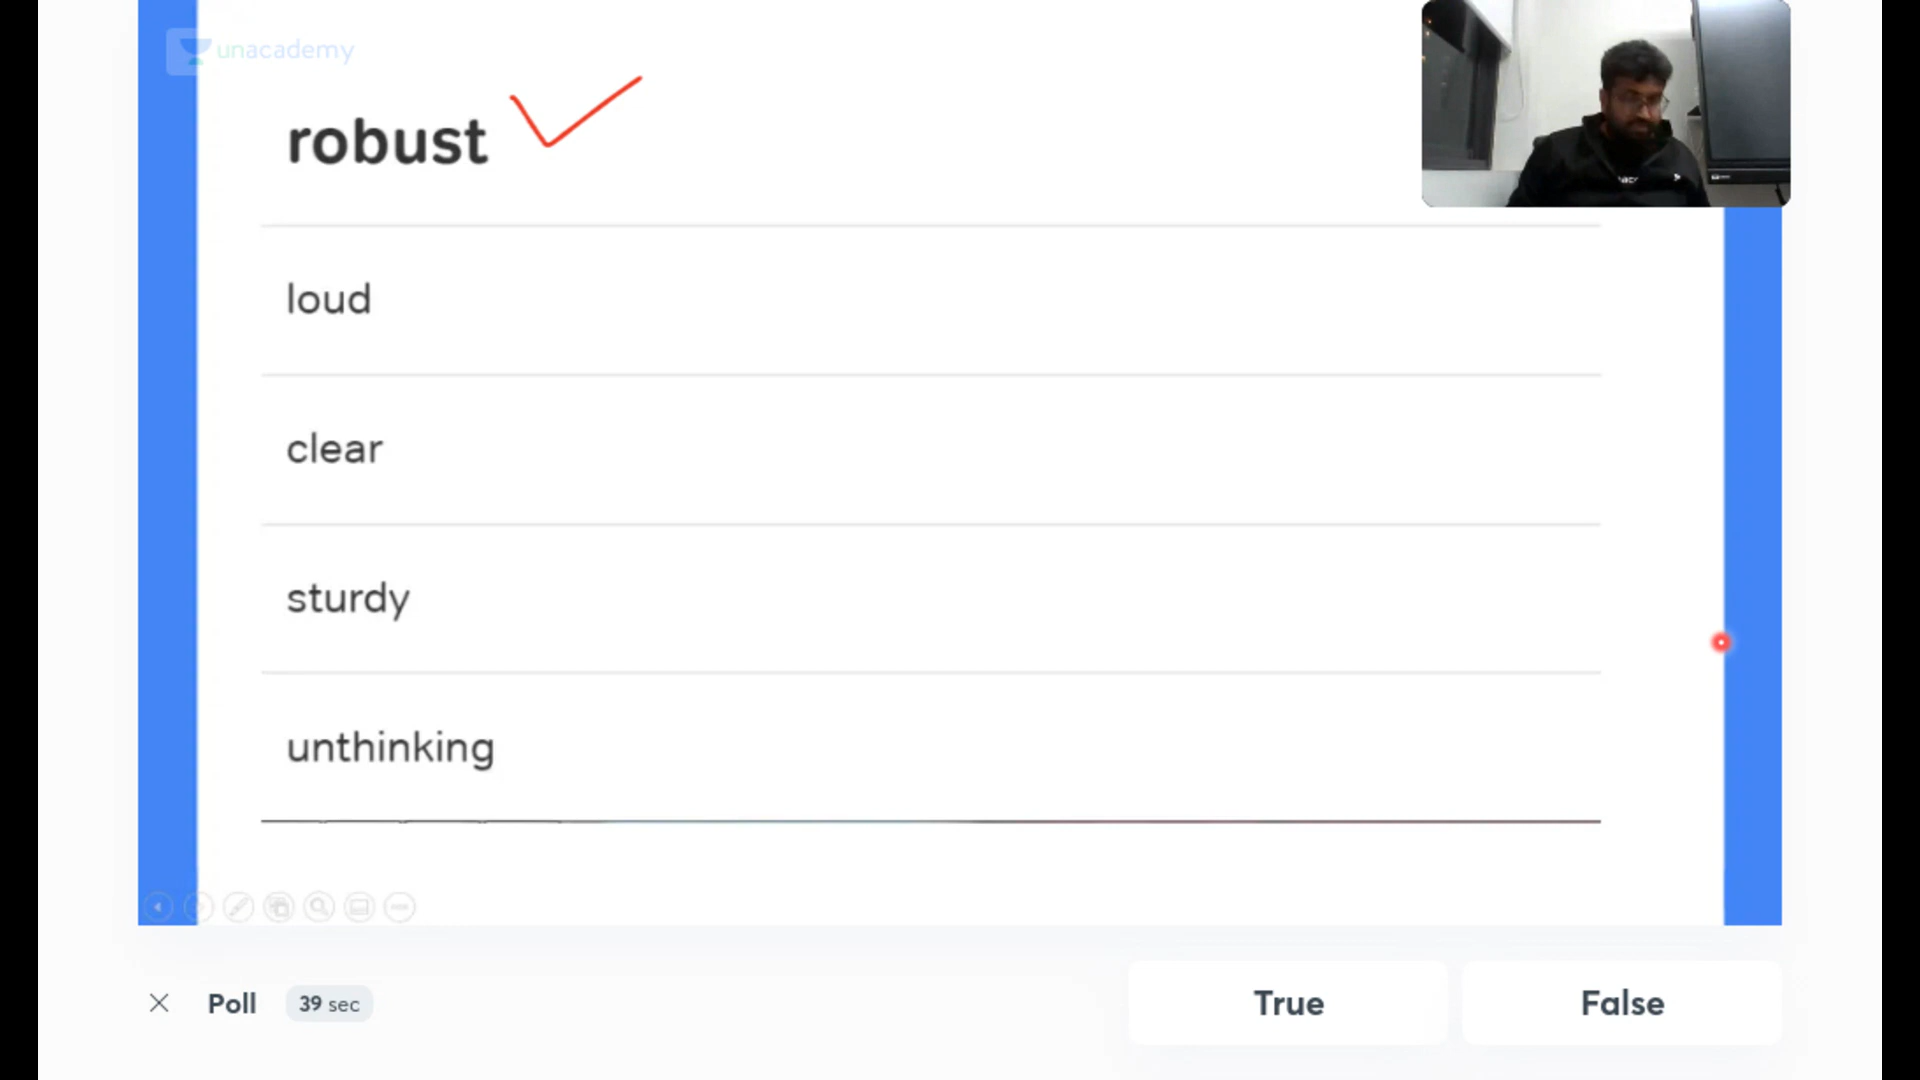 unacademy
robust
loud
clear
sturdy
unthinking
Poll
39 sec
True
False